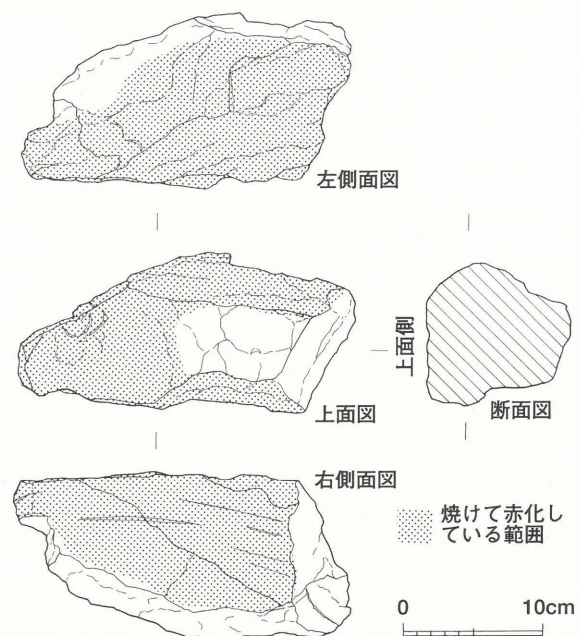 左側面図
上面側
上面図
断面図
右側面図
焼けて赤化し
ている範囲
0 10cm